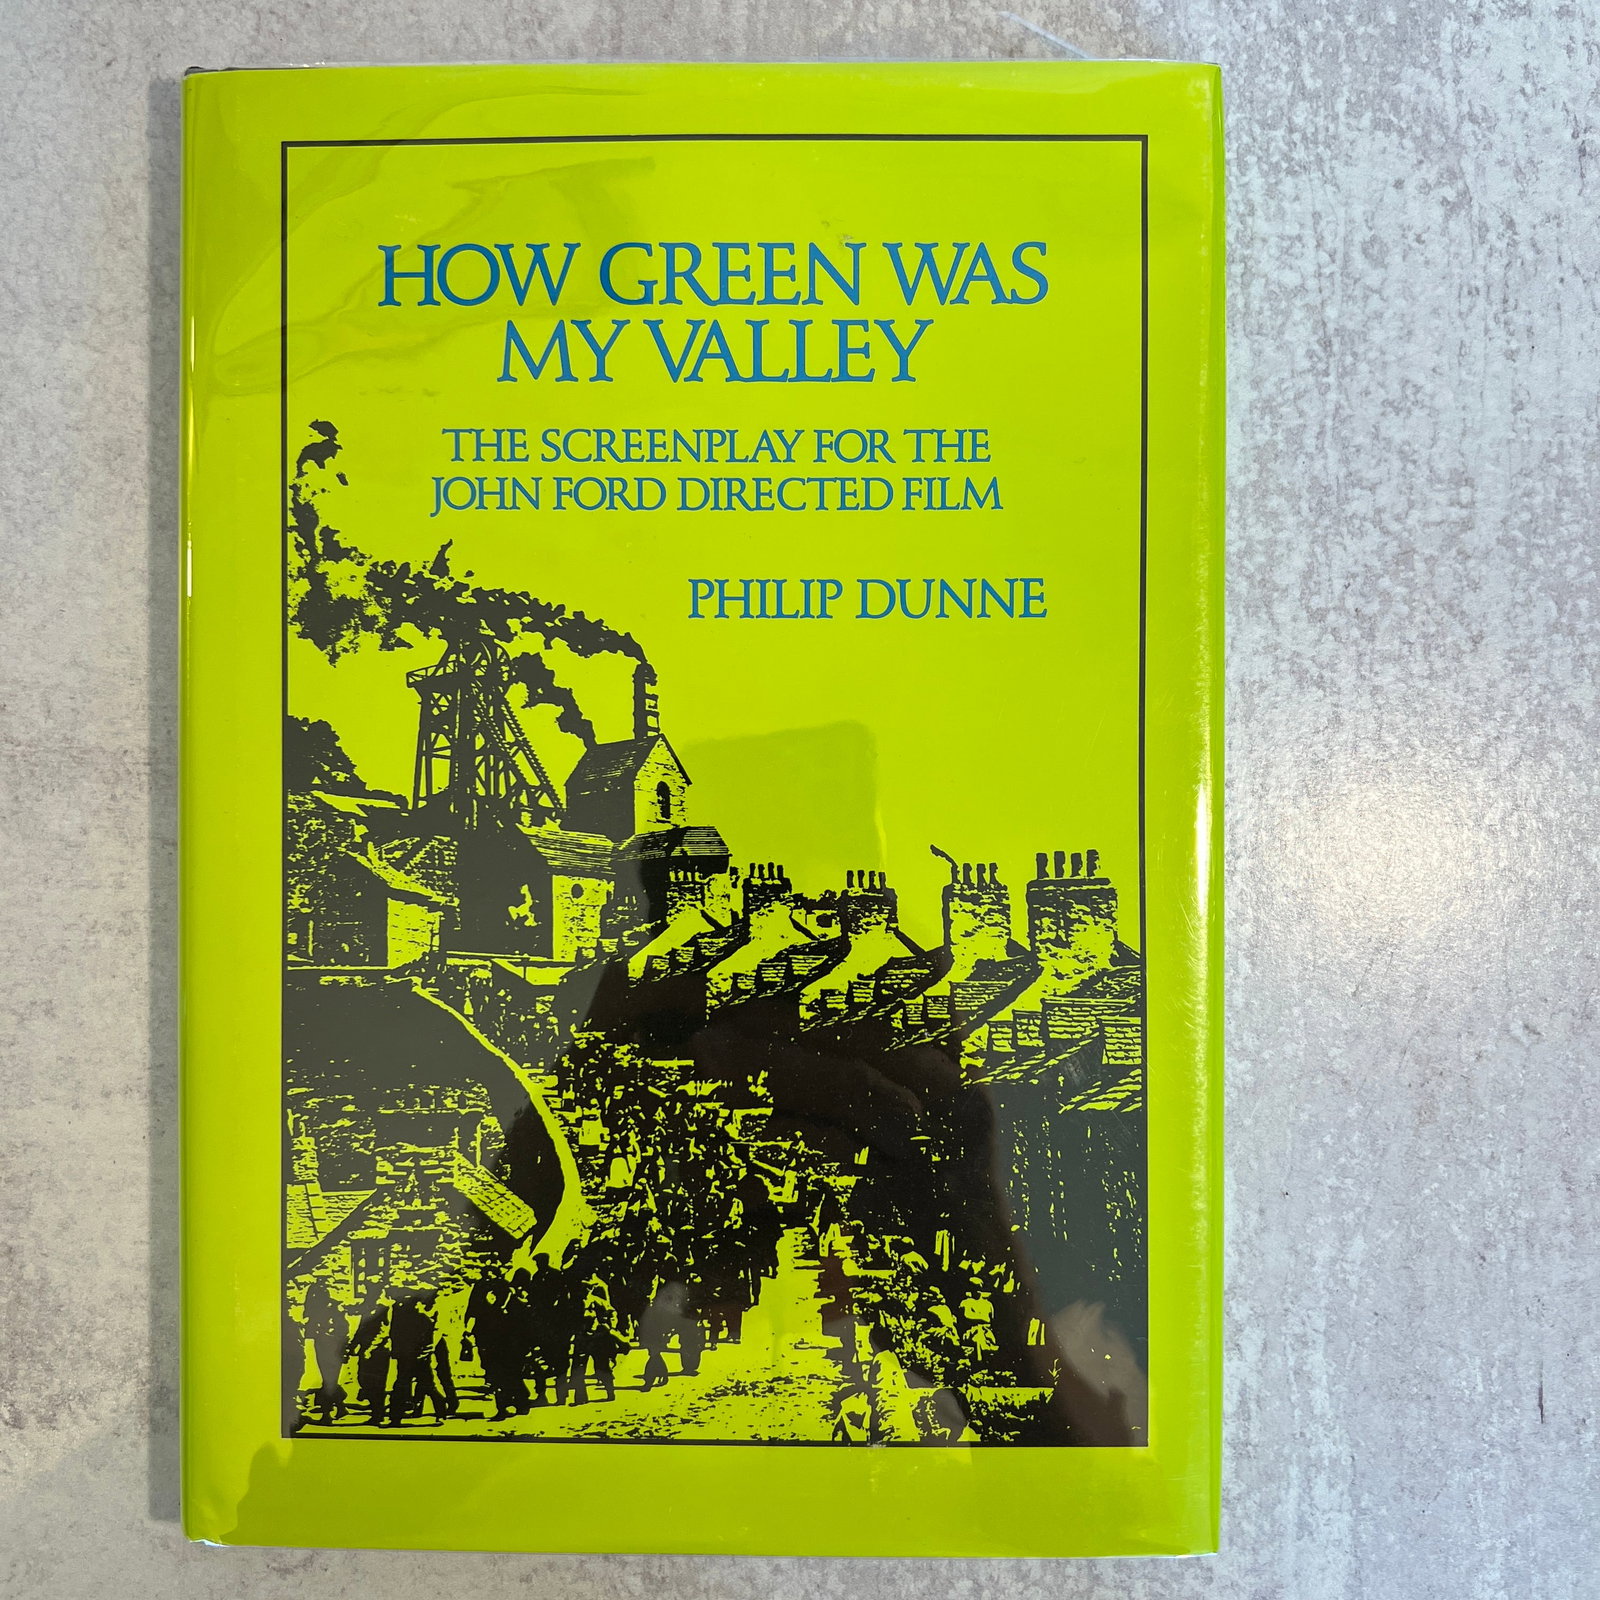 HOW GREEN WAS
MY VALLEY
THE SCREENPLAY FOR THE
JOHN FORD DIRECTED FILM
PHILIP DUNNE